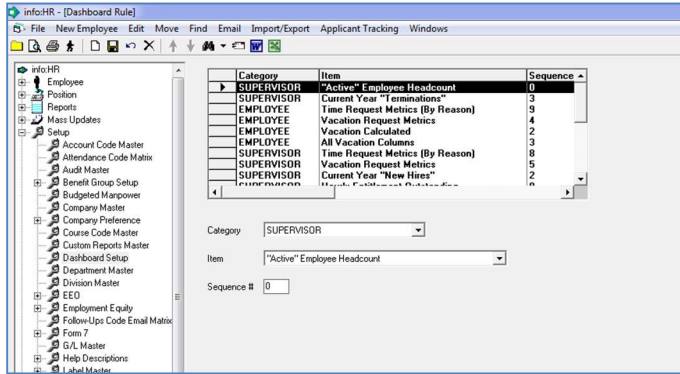 info:HR - [Dashboard Rule]
File New Employee Edit Move Find Email Import/Export Applicant Tracking Windows
info:HR
Employee
Position
Reports
Mass Updates
Setup
Account Code Master
Attendance Code Matrix
Audit Master
Benefit Group Setup
Budgeted Manpower
Company Master
Company Preference
Course Code Master
Custom Reports Master
Dashboard Setup
Department Master
Division Master
EEO
Employment Equity
Follow-Ups Code Email Matrix
Form 7
G/L Master
Help Descriptions
Label Master
Category Item Sequence
SUPERVISOR "Active" Employee Headcount 0
SUPERVISOR Current Year "Terminations" 3
EMPLOYEE Time Request Metrics (By Reason) 9
EMPLOYEE Vacation Request Metrics 4
EMPLOYEE Vacation Calculated 2
EMPLOYEE All Vacation Columns 3
SUPERVISOR Time Request Metrics (By Reason) 8
SUPERVISOR Vacation Request Metrics 5
SUPERVISOR Current Year "New Hires" 2
SUPERVISOR Hourly Entitlement Outstanding
Category SUPERVISOR
Item "Active" Employee Headcount
Sequence # 0